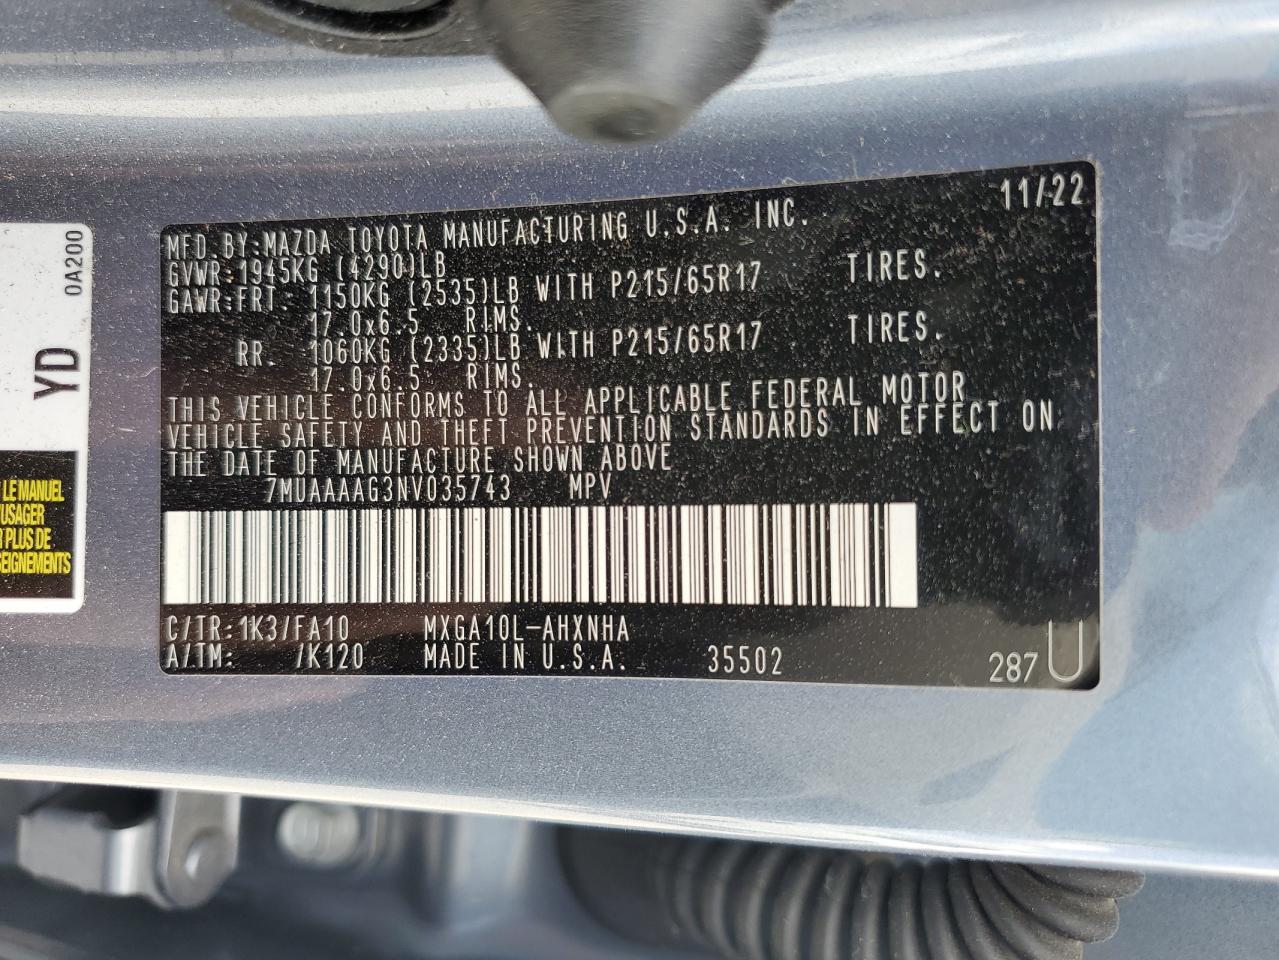 11/22
MFD.BY:MAZDA TOYOTA MANUFACTURING U.S.A. INC.
GVWR:1945KG (4290)LB
GAWR:FRT: 1150KG (2535)LB WITH P215/65R17 TIRES.
17.0x6.5 RIMS.
RR. 1060KG (2335)LB WITH P215/65R17 TIRES.
17.0x6.5 RIMS.
THIS VEHICLE CONFORMS TO ALL APPLICABLE FEDERAL MOTOR
VEHICLE SAFETY AND THEFT PREVENTION STANDARDS IN EFFECT ON
THE DATE OF MANUFACTURE SHOWN ABOVE
7MUAAAAG3NV035743 MPV
C/TR:1K3/FA10 MXGA10L-AHXNHA
A/TM: /K120 MADE IN U.S.A. 35502 287 U
0A200
YD
LE MANUEL
USAGER
PLUS DE
SEIGNEMENTS